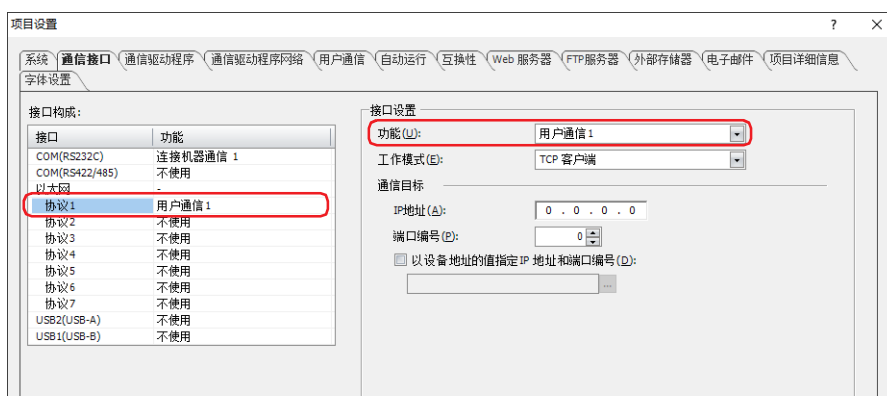 项目设置 ? ×
系统 通信接口 通信驱动程序 通信驱动程序网络 用户通信 自动运行 互换性 Web 服务器 FTP服务器 外部存储器 电子邮件 项目详细信息
字体设置
接口构成:
接口 功能
COM(RS232C) 连接机器通信 1
COM(RS422/485) 不使用
以太网 -
协议1 用户通信1
协议2 不使用
协议3 不使用
协议4 不使用
协议5 不使用
协议6 不使用
协议7 不使用
USB2(USB-A) 不使用
USB1(USB-B) 不使用
接口设置
功能(U): 用户通信1
工作模式(E): TCP 客户端
通信目标
IP地址(A): 0 . 0 . 0 . 0
端口编号(P): 0
以设备地址的值指定IP 地址和端口编号(D):
...